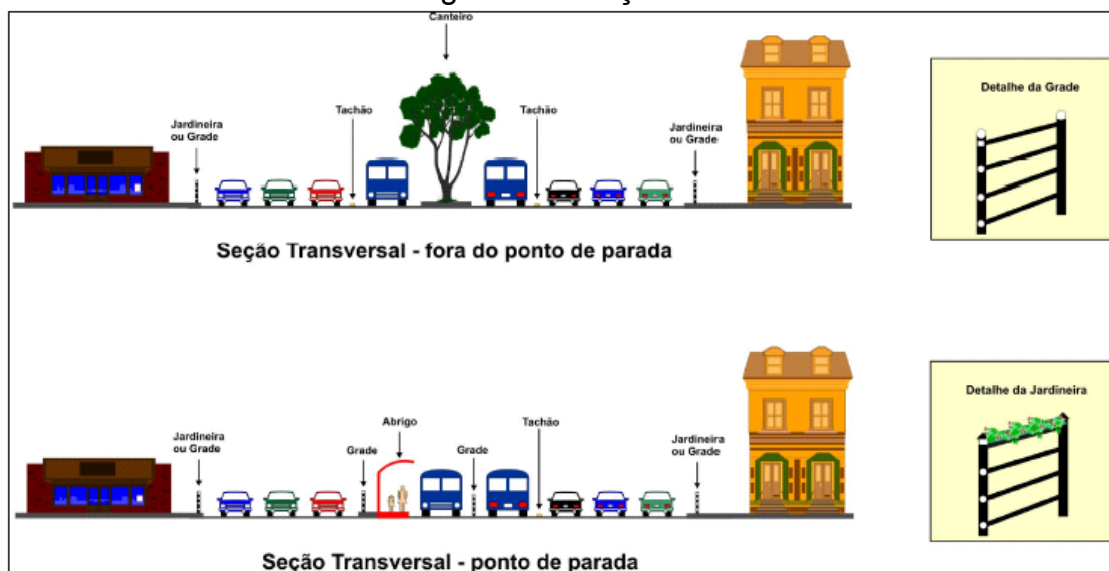 Canteiro
Tachão
Tachão
Jardineira
ou Grade
Jardineira
ou Grade
Seção Transversal - fora do ponto de parada
Detalhe da Grade
Abrigo
Tachão
Jardineira
ou Grade
Grade
Grade
Jardineira
ou Grade
Seção Transversal - ponto de parada
Detalhe da Jardineira